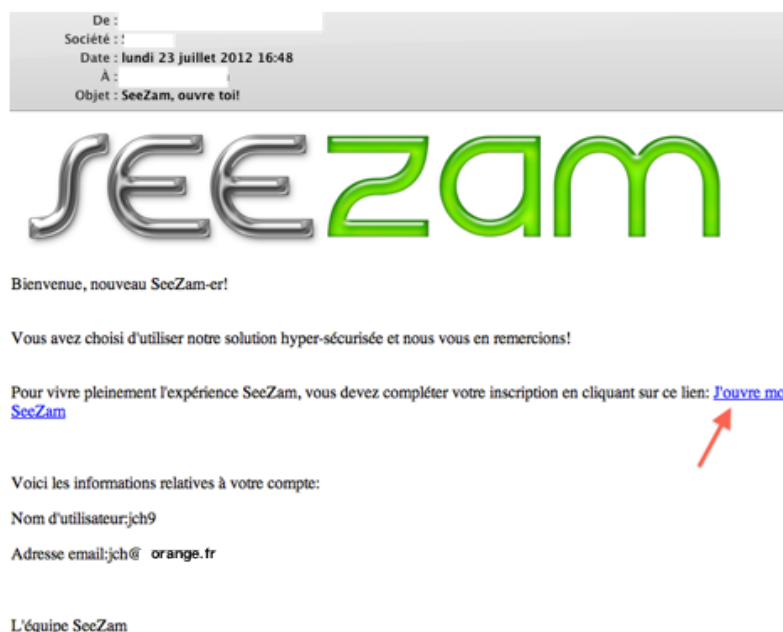 De :
Société :
Date : lundi 23 juillet 2012 16:48
À :
Objet : SeeZam, ouvre toi!
SEEZAM
Bienvenue, nouveau SeeZam-er!
Vous avez choisi d'utiliser notre solution hyper-sécurisée et nous vous en remercions!
Pour vivre pleinement l'expérience SeeZam, vous devez compléter votre inscription en cliquant sur ce lien: J'ouvre mo
SeeZam
Voici les informations relatives à votre compte:
Nom d'utilisateur:jch9
Adresse email:jch@ orange.fr
L'équipe SeeZam